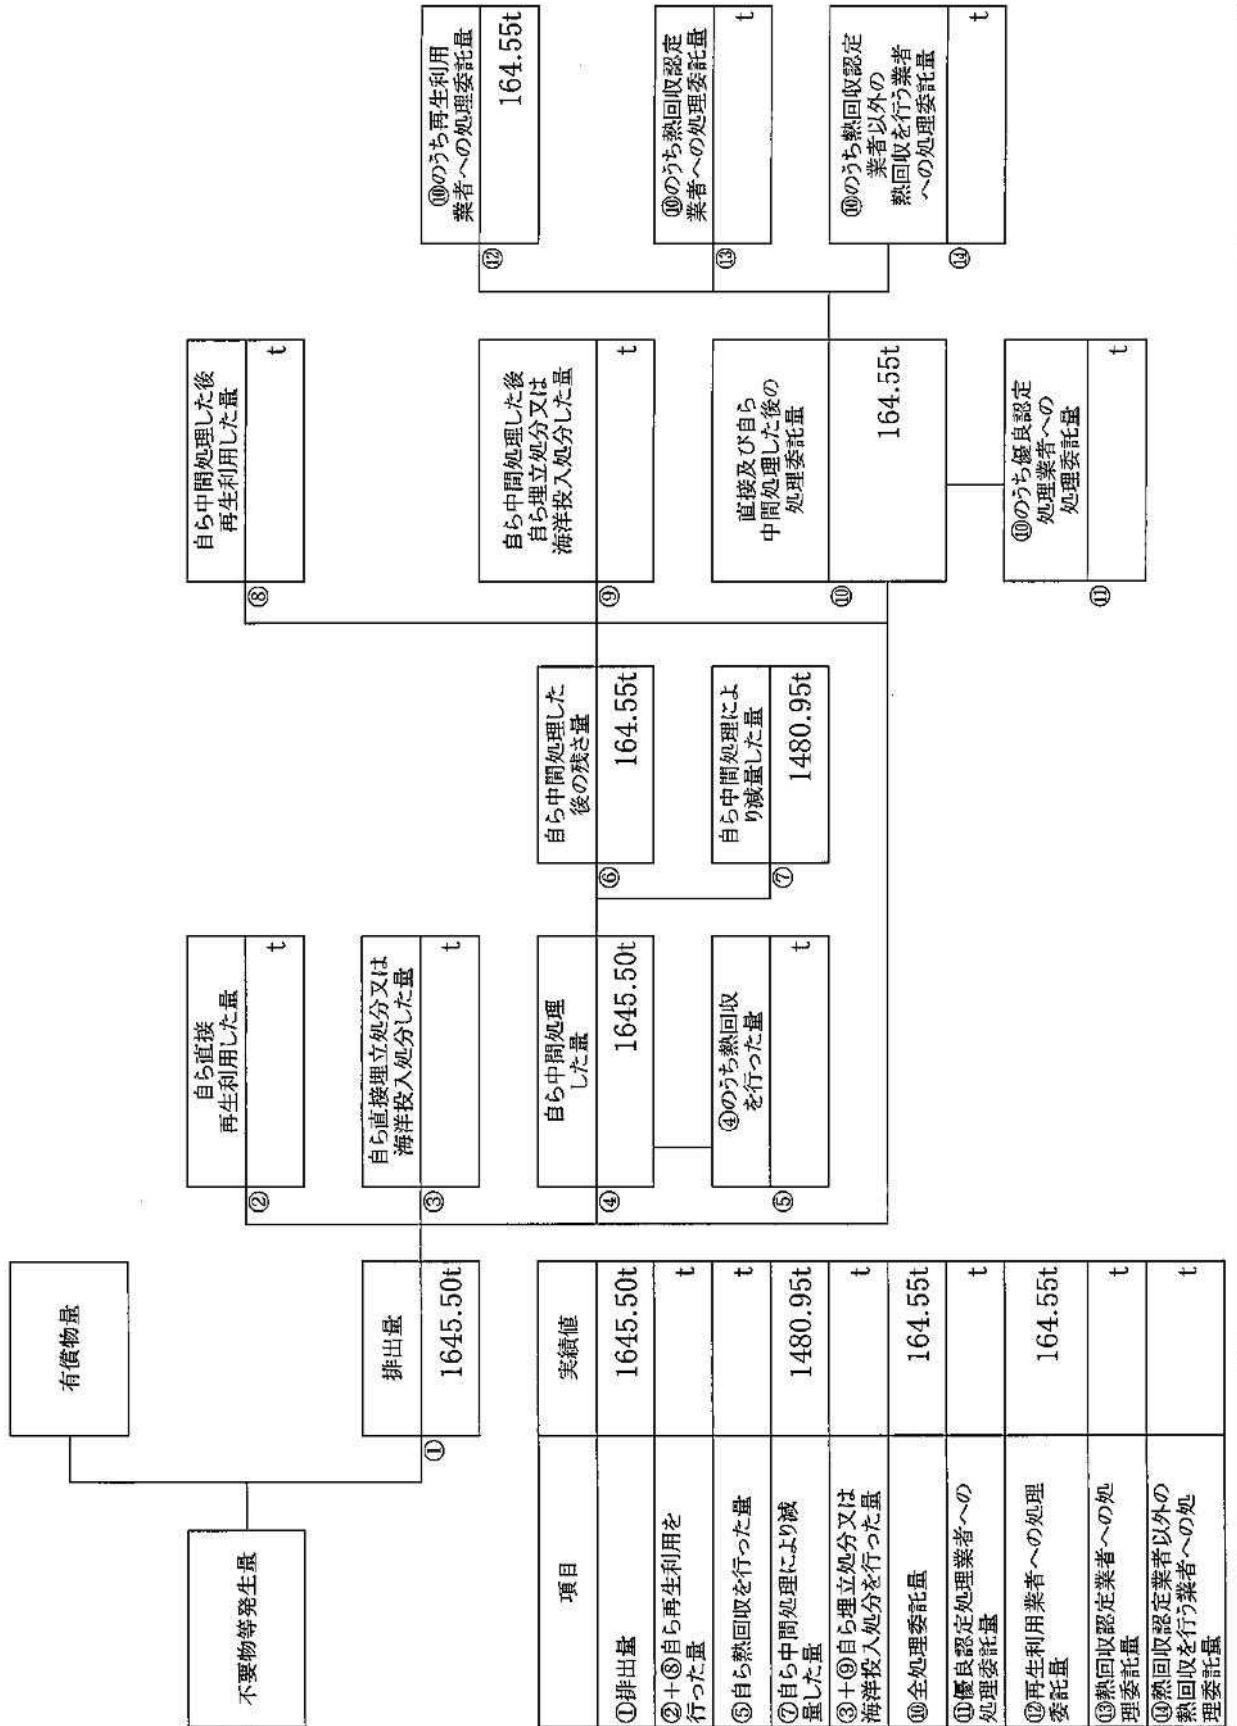 不要物等発生量
有償物量
排出量
①
1645.50t
自ら直接
再生利用した量
②
t
自ら直接埋立処分又は
海洋投入処分した量
③
t
自ら中間処理
した量
④
1645.50t
④のうち熱回収
を行った量
⑤
t
自ら中間処理した
後の残さ量
⑥
164.55t
自ら中間処理によ
り減量した量
⑦
1480.95t
自ら中間処理した後
再生利用した量
⑧
t
自ら中間処理した後
自ら埋立処分又は
海洋投入処分した量
⑨
t
直接及び自ら
中間処理した後の
処理委託量
⑩
164.55t
⑩のうち優良認定
処理業者への
処理委託量
⑪
t
⑩のうち再生利用
業者への処理委託量
⑫
164.55t
⑩のうち熱回収認定
業者への処理委託量
⑬
t
⑩のうち熱回収認定
業者以外の
熱回収を行う業者
への処理委託量
⑭
t
項目 実績値
①排出量 1645.50t
②+⑧自ら再生利用を
行った量 t
⑤自ら熱回収を行った量 t
⑦自ら中間処理により減
量した量 1480.95t
③+⑨自ら埋立処分又は
海洋投入処分を行った量 t
⑩全処理委託量 164.55t
⑪優良認定処理業者への
処理委託量 t
⑫再生利用業者への処理
委託量 164.55t
⑬熱回収認定業者への処
理委託量 t
⑭熱回収認定業者以外の
熱回収を行う業者への処
理委託量 t